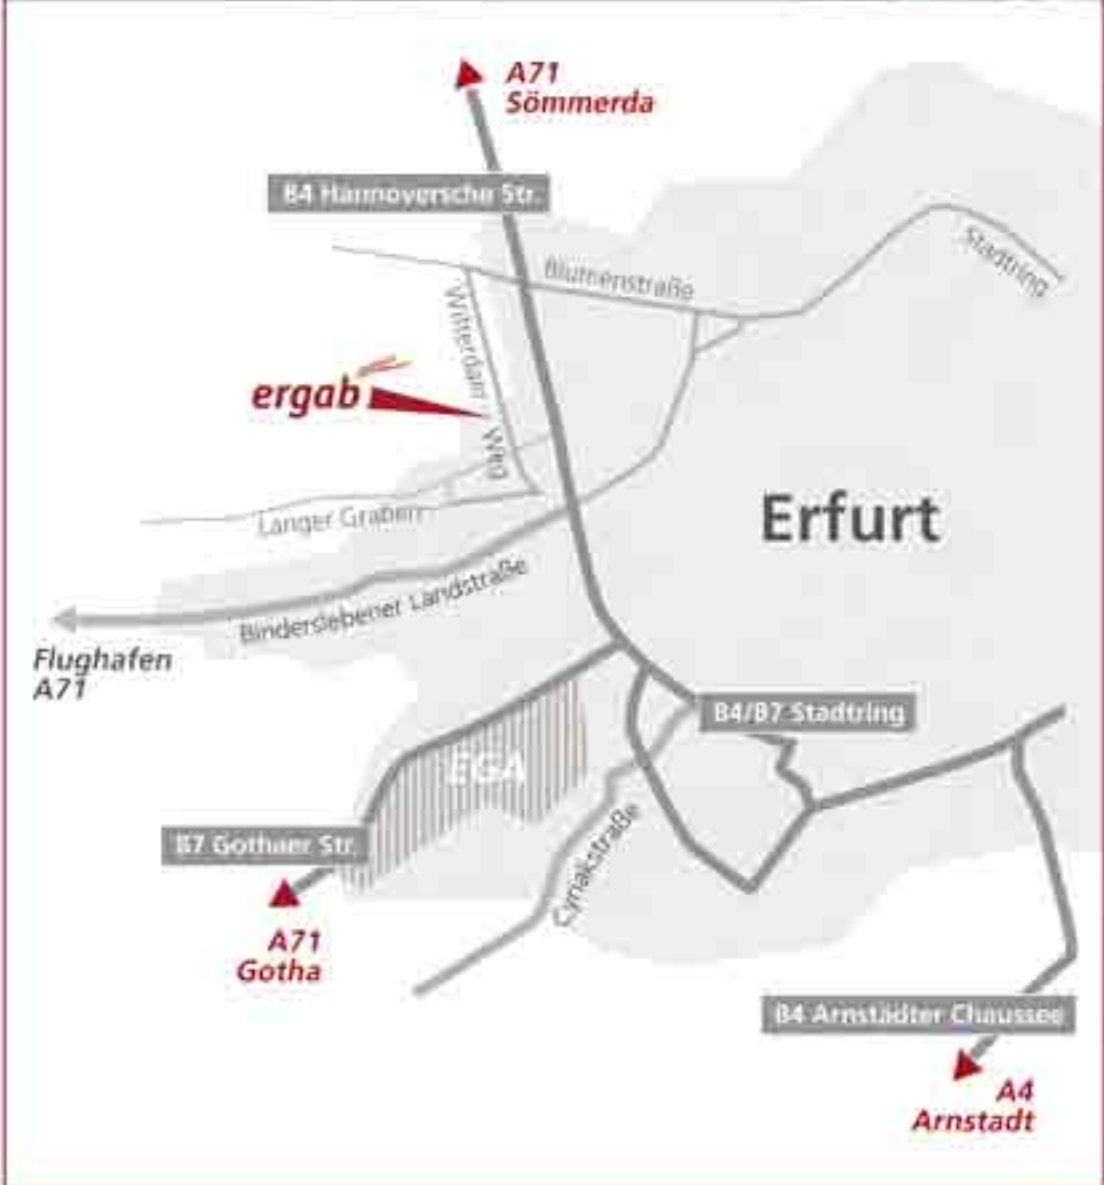 A71
Sömmerda
B4 Hannoversche Str.
Stadtring
Blumenstraße
Witterdaer Weg
ergab
Erfurt
Langer Graben
Binderslebener Landstraße
Flughafen
A71
B4/B7 Stadtring
EGA
B7 Gothaer Str.
Cyriakstraße
A71
Gotha
B4 Arnstädter Chaussee
A4
Arnstadt